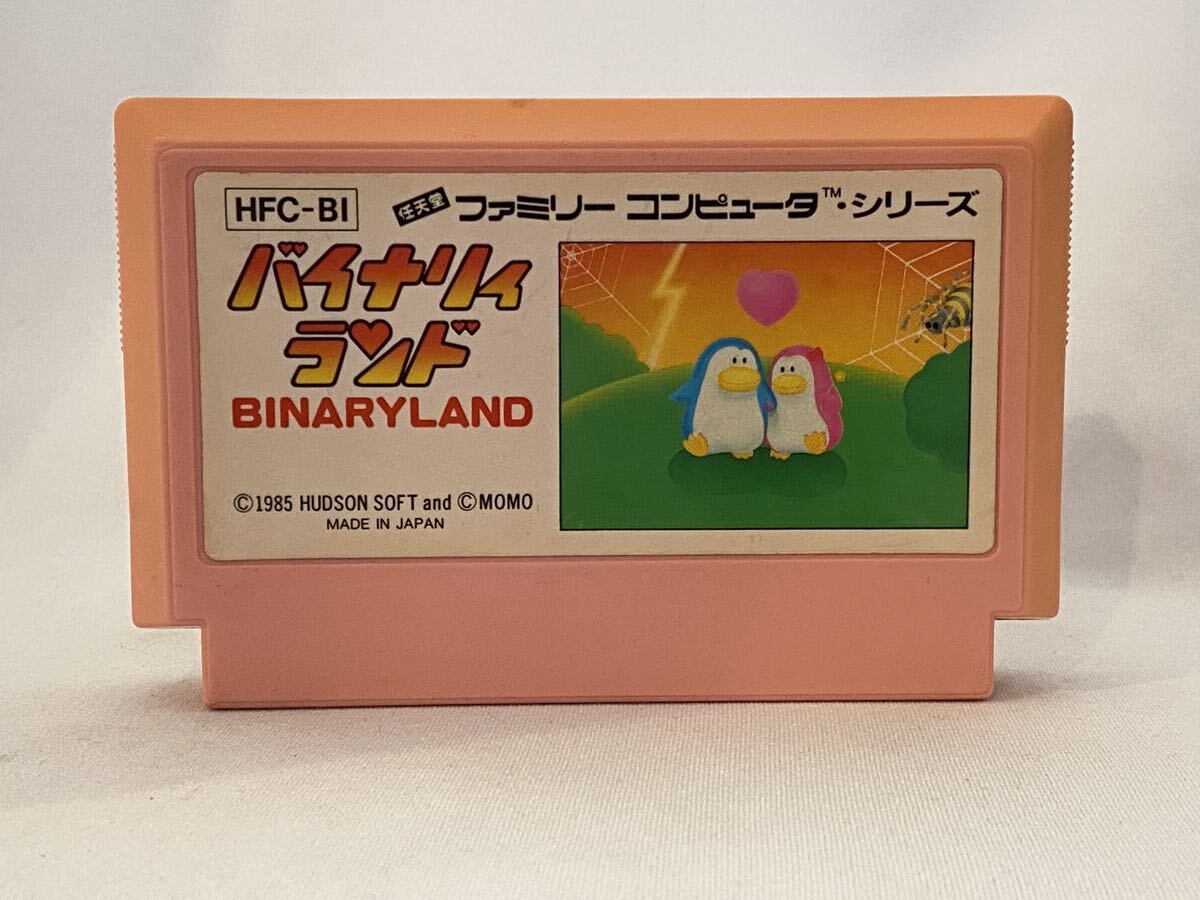 HFC-BI
任天堂 ファミリー コンピュータ™・シリーズ
バイナリィ
ランド
BINARYLAND
©1985 HUDSON SOFT and ©MOMO
MADE IN JAPAN